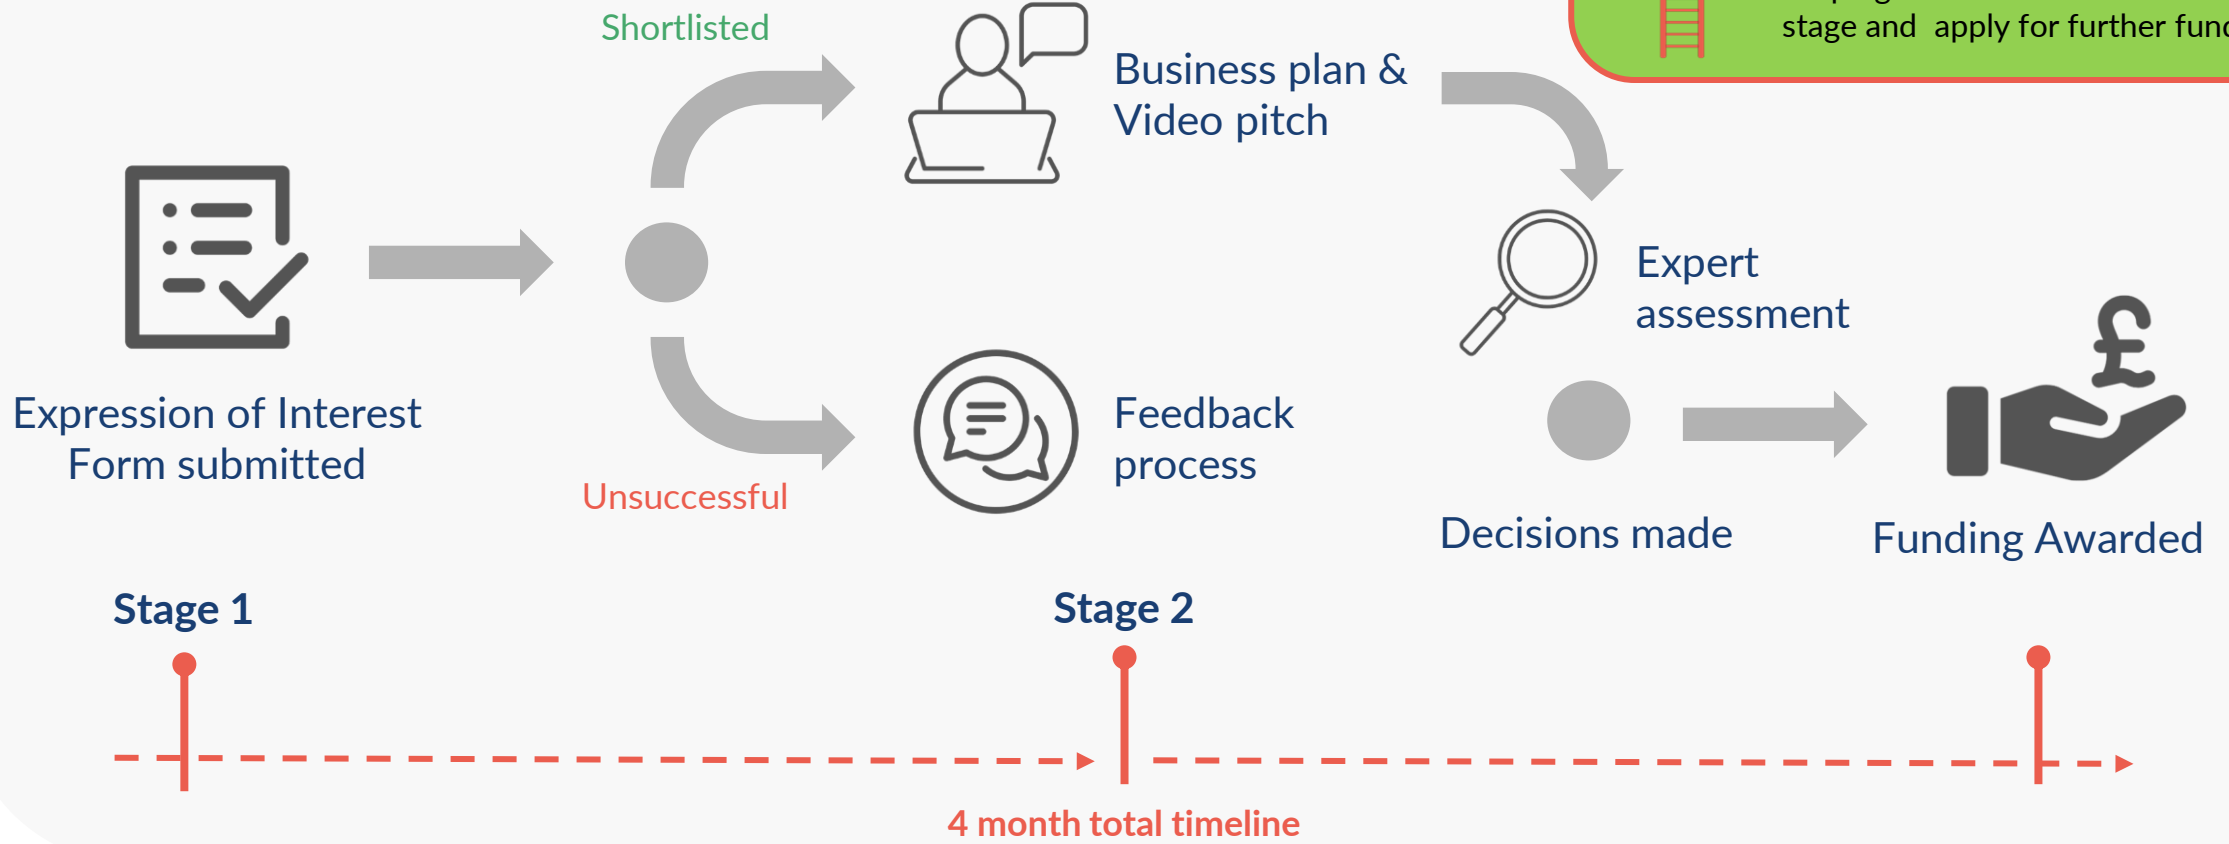 Shortlisted
stage and apply for further
Business plan &
Video pitch
Expert
assessment
Expression of Interest
Form submitted
Feedback
process
Unsuccessful
Decisions made
Funding Awarded
Stage 1
Stage 2
4 month total timeline